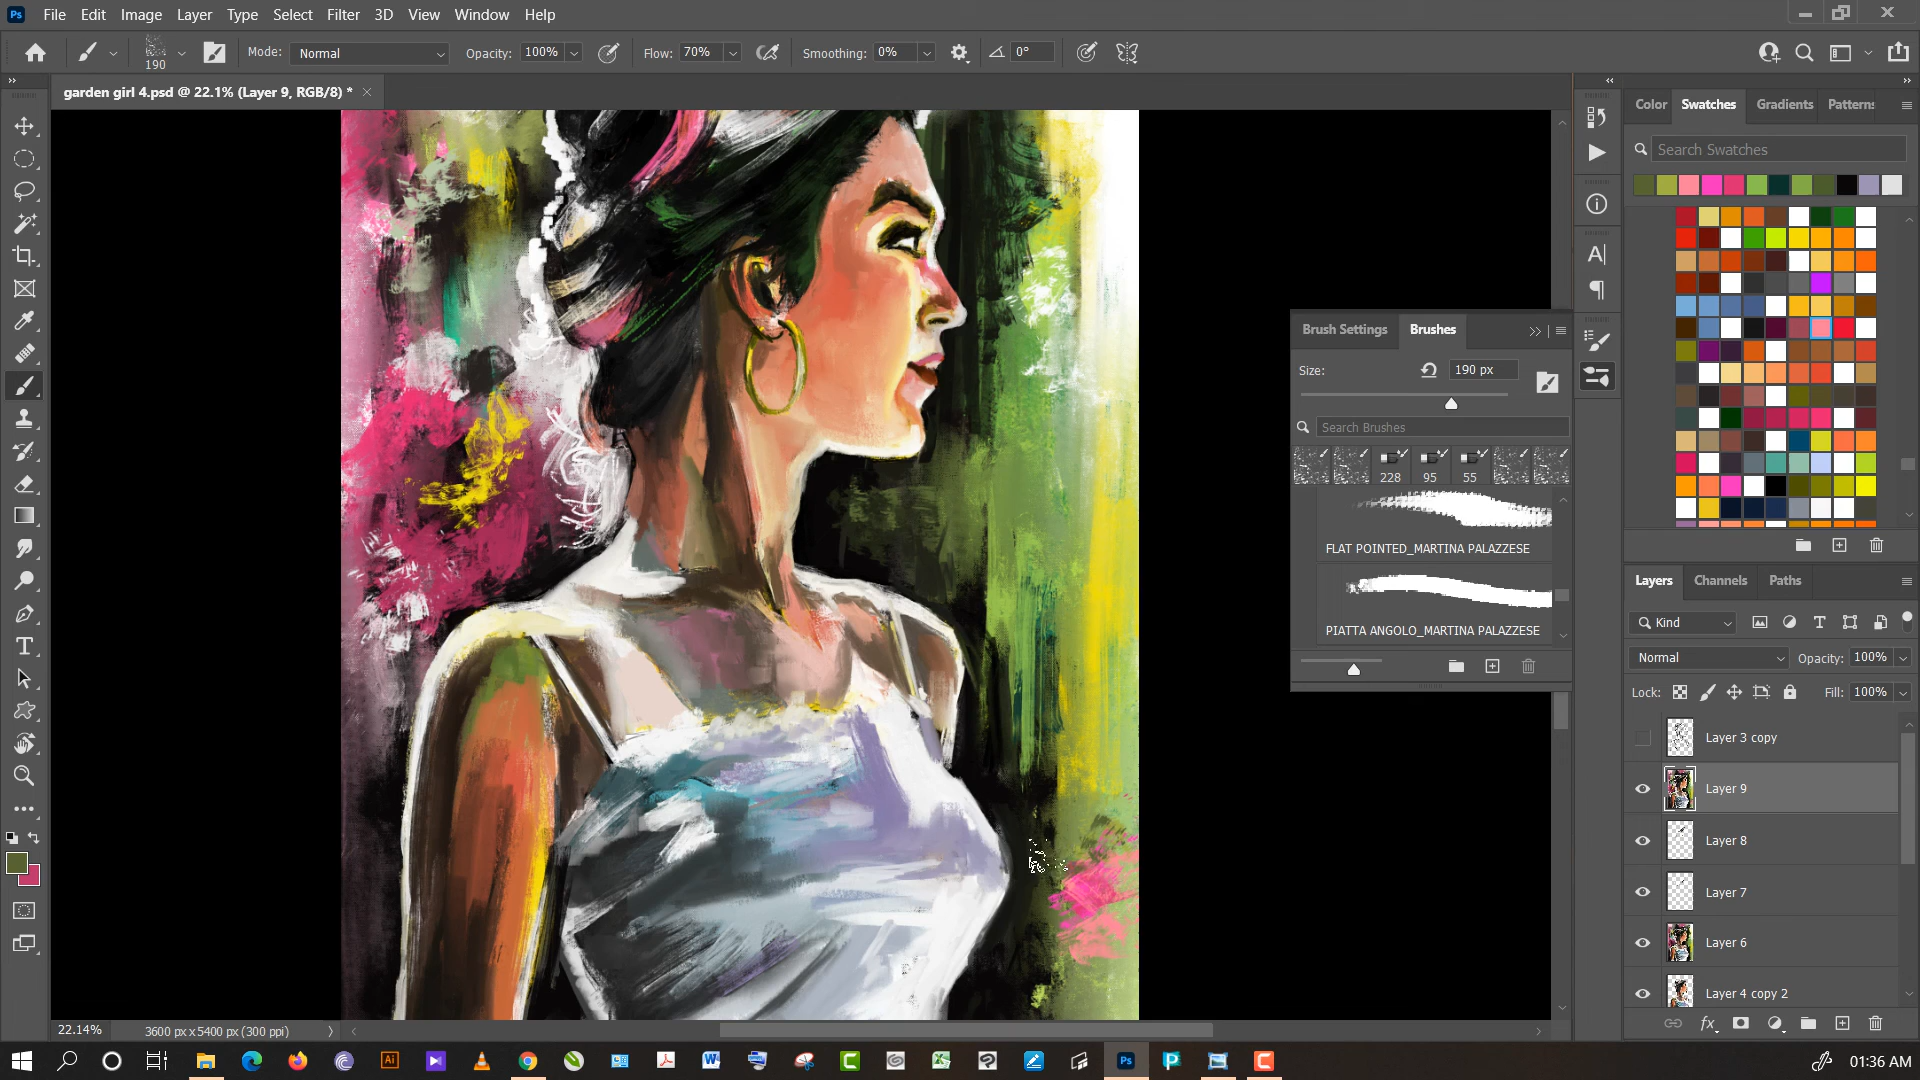 Ps File Edit Image Layer Type Select Filter 3D View Window Help
190 Mode: Normal Opacity: 100% Flow: 70% Smoothing: 0% 0°
garden girl 4.psd @ 22.1% (Layer 9, RGB/8) *
Color Swatches Gradients Patterns
Search Swatches
Brush Settings Brushes
Size: 190 px
Search Brushes
228 95 55
FLAT POINTED_MARTINA PALAZZESE
PIATTA ANGOLO_MARTINA PALAZZESE
Layers Channels Paths
Kind
Normal Opacity: 100%
Lock: Fill: 100%
Layer 3 copy
Layer 9
Layer 8
Layer 7
Layer 6
Layer 4 copy 2
fx
22.14% 3600 px x 5400 px (300 ppi)
Ai Ps
01:36 AM